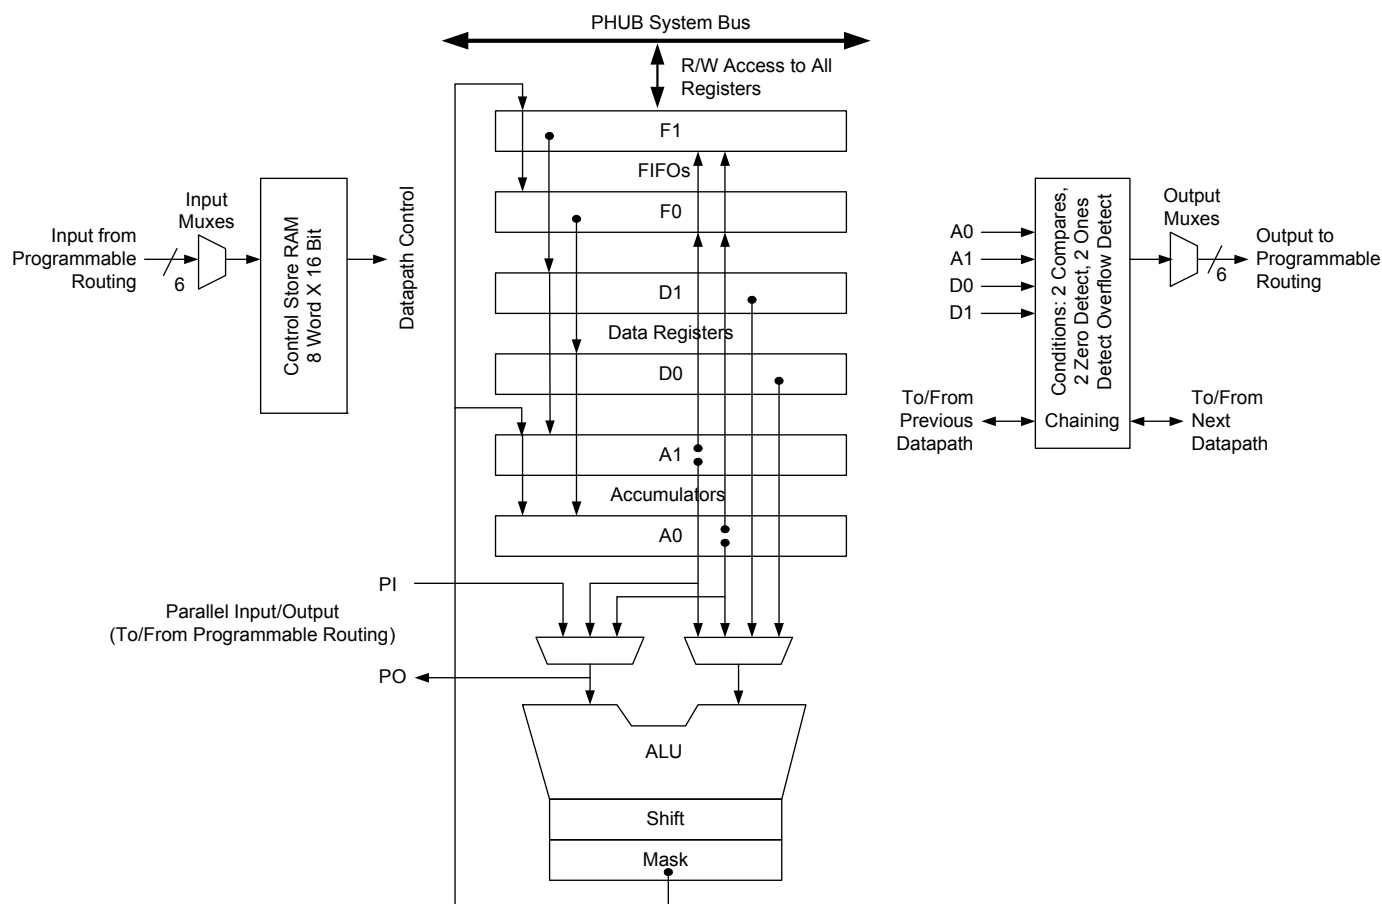 PHUB System Bus
R/W Access to All
Registers
F1
FIFOs
F0
D1
Data Registers
D0
A1
Accumulators
A0
Input from
Programmable
Routing
6
Input
Muxes
Control Store RAM
8 Word X 16 Bit
Datapath Control
A0
A1
D0
D1
Conditions: 2 Compares,
2 Zero Detect, 2 Ones
Detect Overflow Detect
Output
Muxes
6
Output to
Programmable
Routing
To/From
Previous
Datapath
Chaining
To/From
Next
Datapath
PI
Parallel Input/Output
(To/From Programmable Routing)
PO
ALU
Shift
Mask